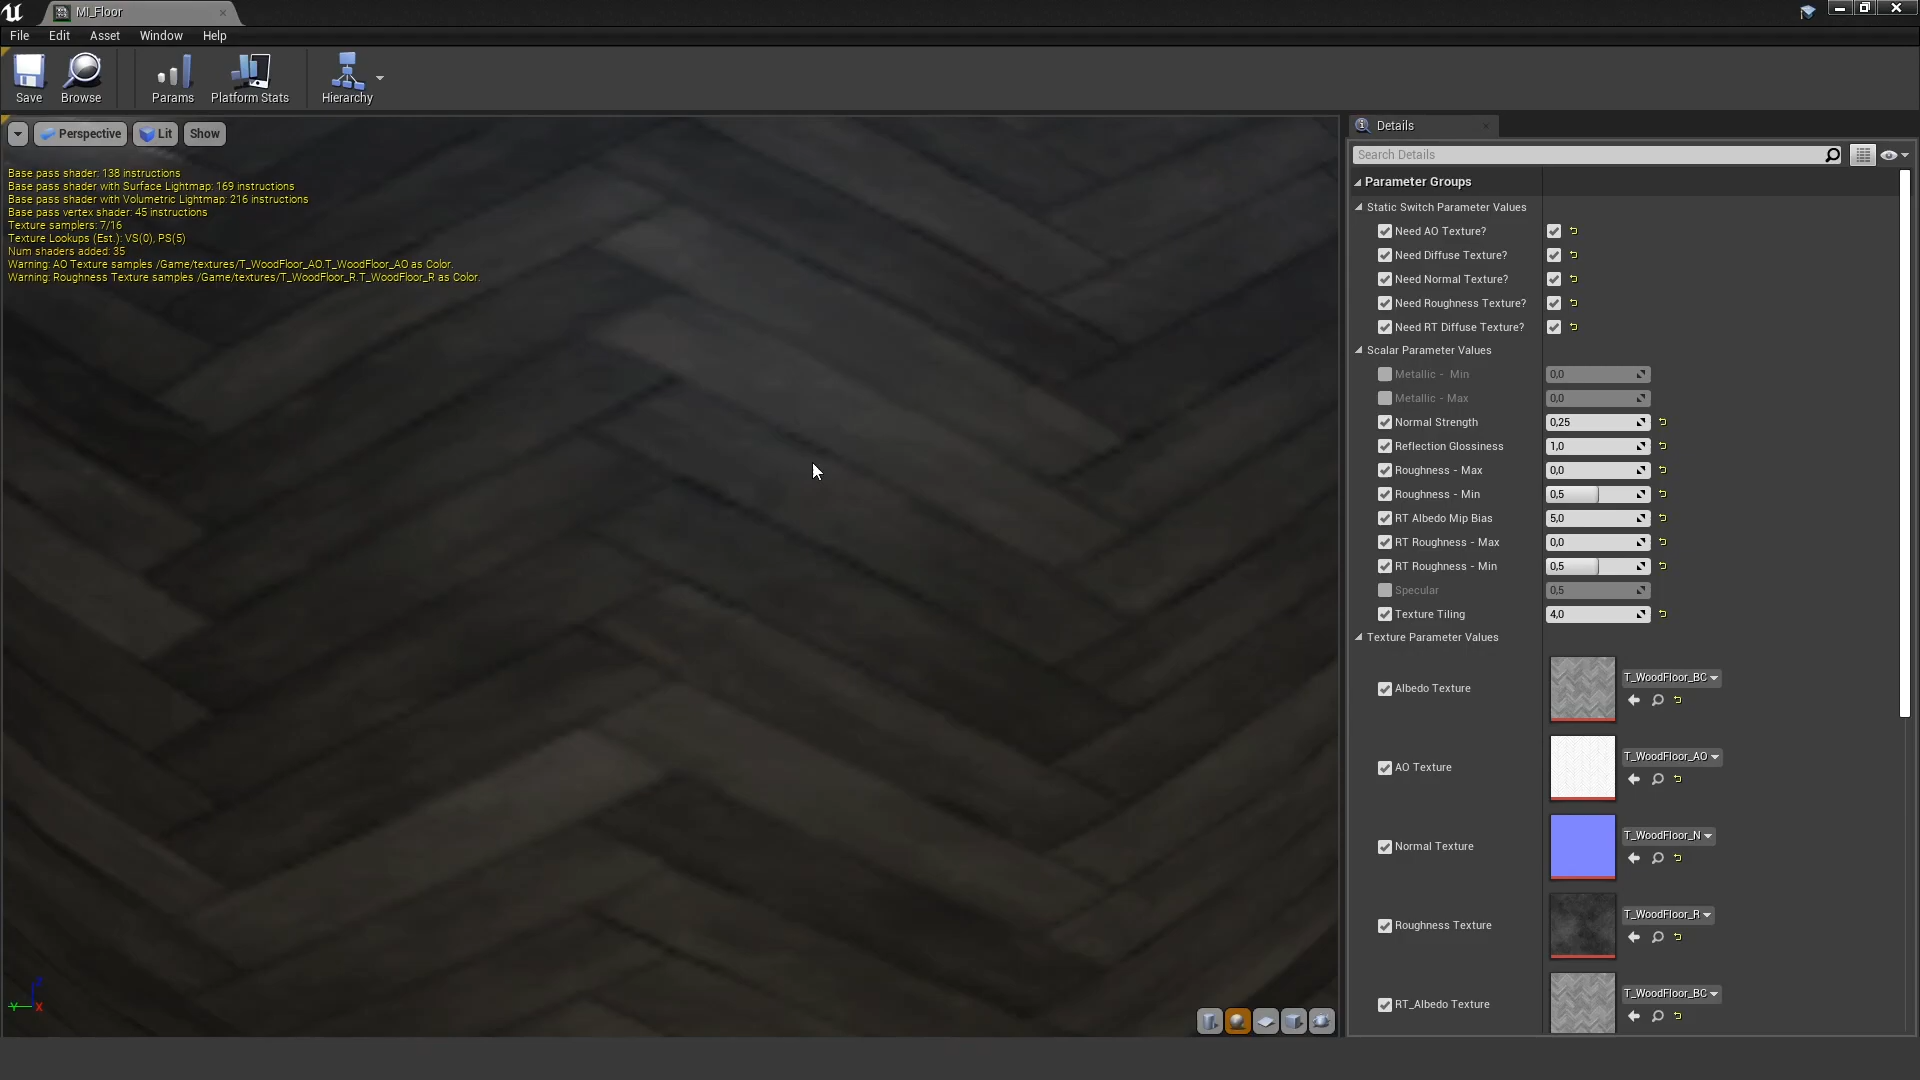 MI_Floor
File Edit Asset Window Help
Save Browse Params Platform Stats Hierarchy
Perspective Lit Show
Base pass shader: 138 instructions
Base pass shader with Surface Lightmap: 169 instructions
Base pass shader with Volumetric Lightmap: 216 instructions
Base pass vertex shader: 45 instructions
Texture samplers: 7/16
Texture Lookups (Est.): VS(0), PS(5)
Num shaders added: 35
Warning: AO Texture samples /Game/textures/T_WoodFloor_AO.T_WoodFloor_AO as Color.
Warning: Roughness Texture samples /Game/textures/T_WoodFloor_R.T_WoodFloor_R as Color.
Z
Y X
Details
Search Details
Parameter Groups
Static Switch Parameter Values
Need AO Texture?
Need Diffuse Texture?
Need Normal Texture?
Need Roughness Texture?
Need RT Diffuse Texture?
Scalar Parameter Values
Metallic - Min 0,0
Metallic - Max 0,0
Normal Strength 0,25
Reflection Glossiness 1,0
Roughness - Max 0,0
Roughness - Min 0,5
RT Albedo Mip Bias 5,0
RT Roughness - Max 0,0
RT Roughness - Min 0,5
Specular 0,5
Texture Tiling 4,0
Texture Parameter Values
Albedo Texture T_WoodFloor_BC
AO Texture T_WoodFloor_AO
Normal Texture T_WoodFloor_N
Roughness Texture T_WoodFloor_R
RT_Albedo Texture T_WoodFloor_BC